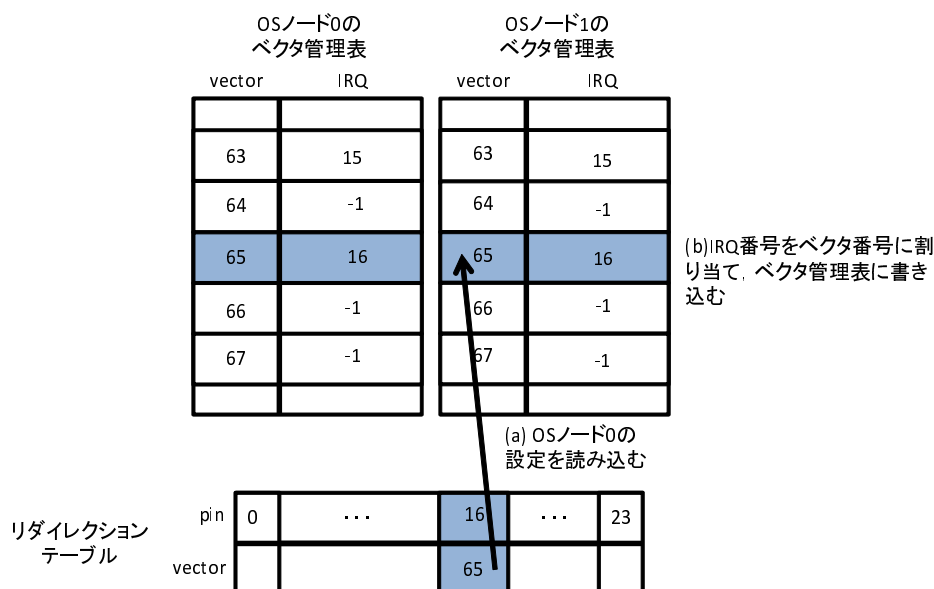 OSノード0の
ベクタ管理表
OSノード1の
ベクタ管理表
vector IRQ
vector IRQ
63 15
64 -1
65 16
66 -1
67 -1
63 15
64 -1
65 16
66 -1
67 -1
(b)IRQ番号をベクタ番号に割
り当て，ベクタ管理表に書き
込む
(a) OSノード0の
設定を読み込む
リダイレクション
テーブル
pin 0 ... 16 ... 23
vector 65